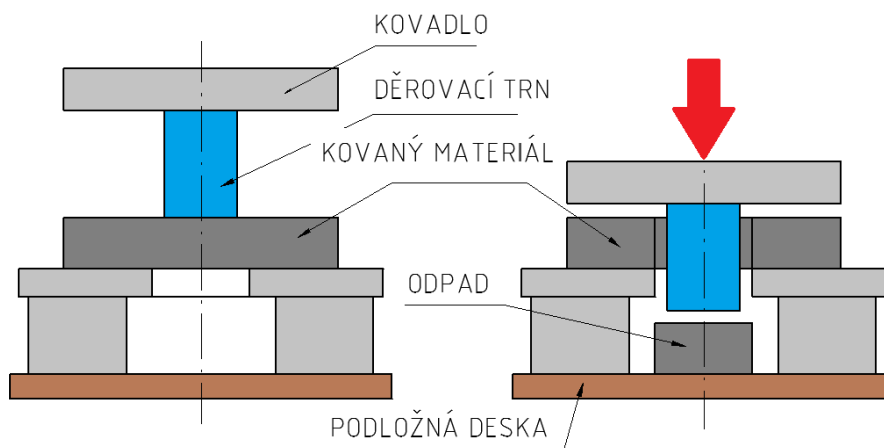 KOVADLO
DĚROVACÍ TRN
KOVANÝ MATERIÁL
ODPAD
PODLOŽNÁ DESKA